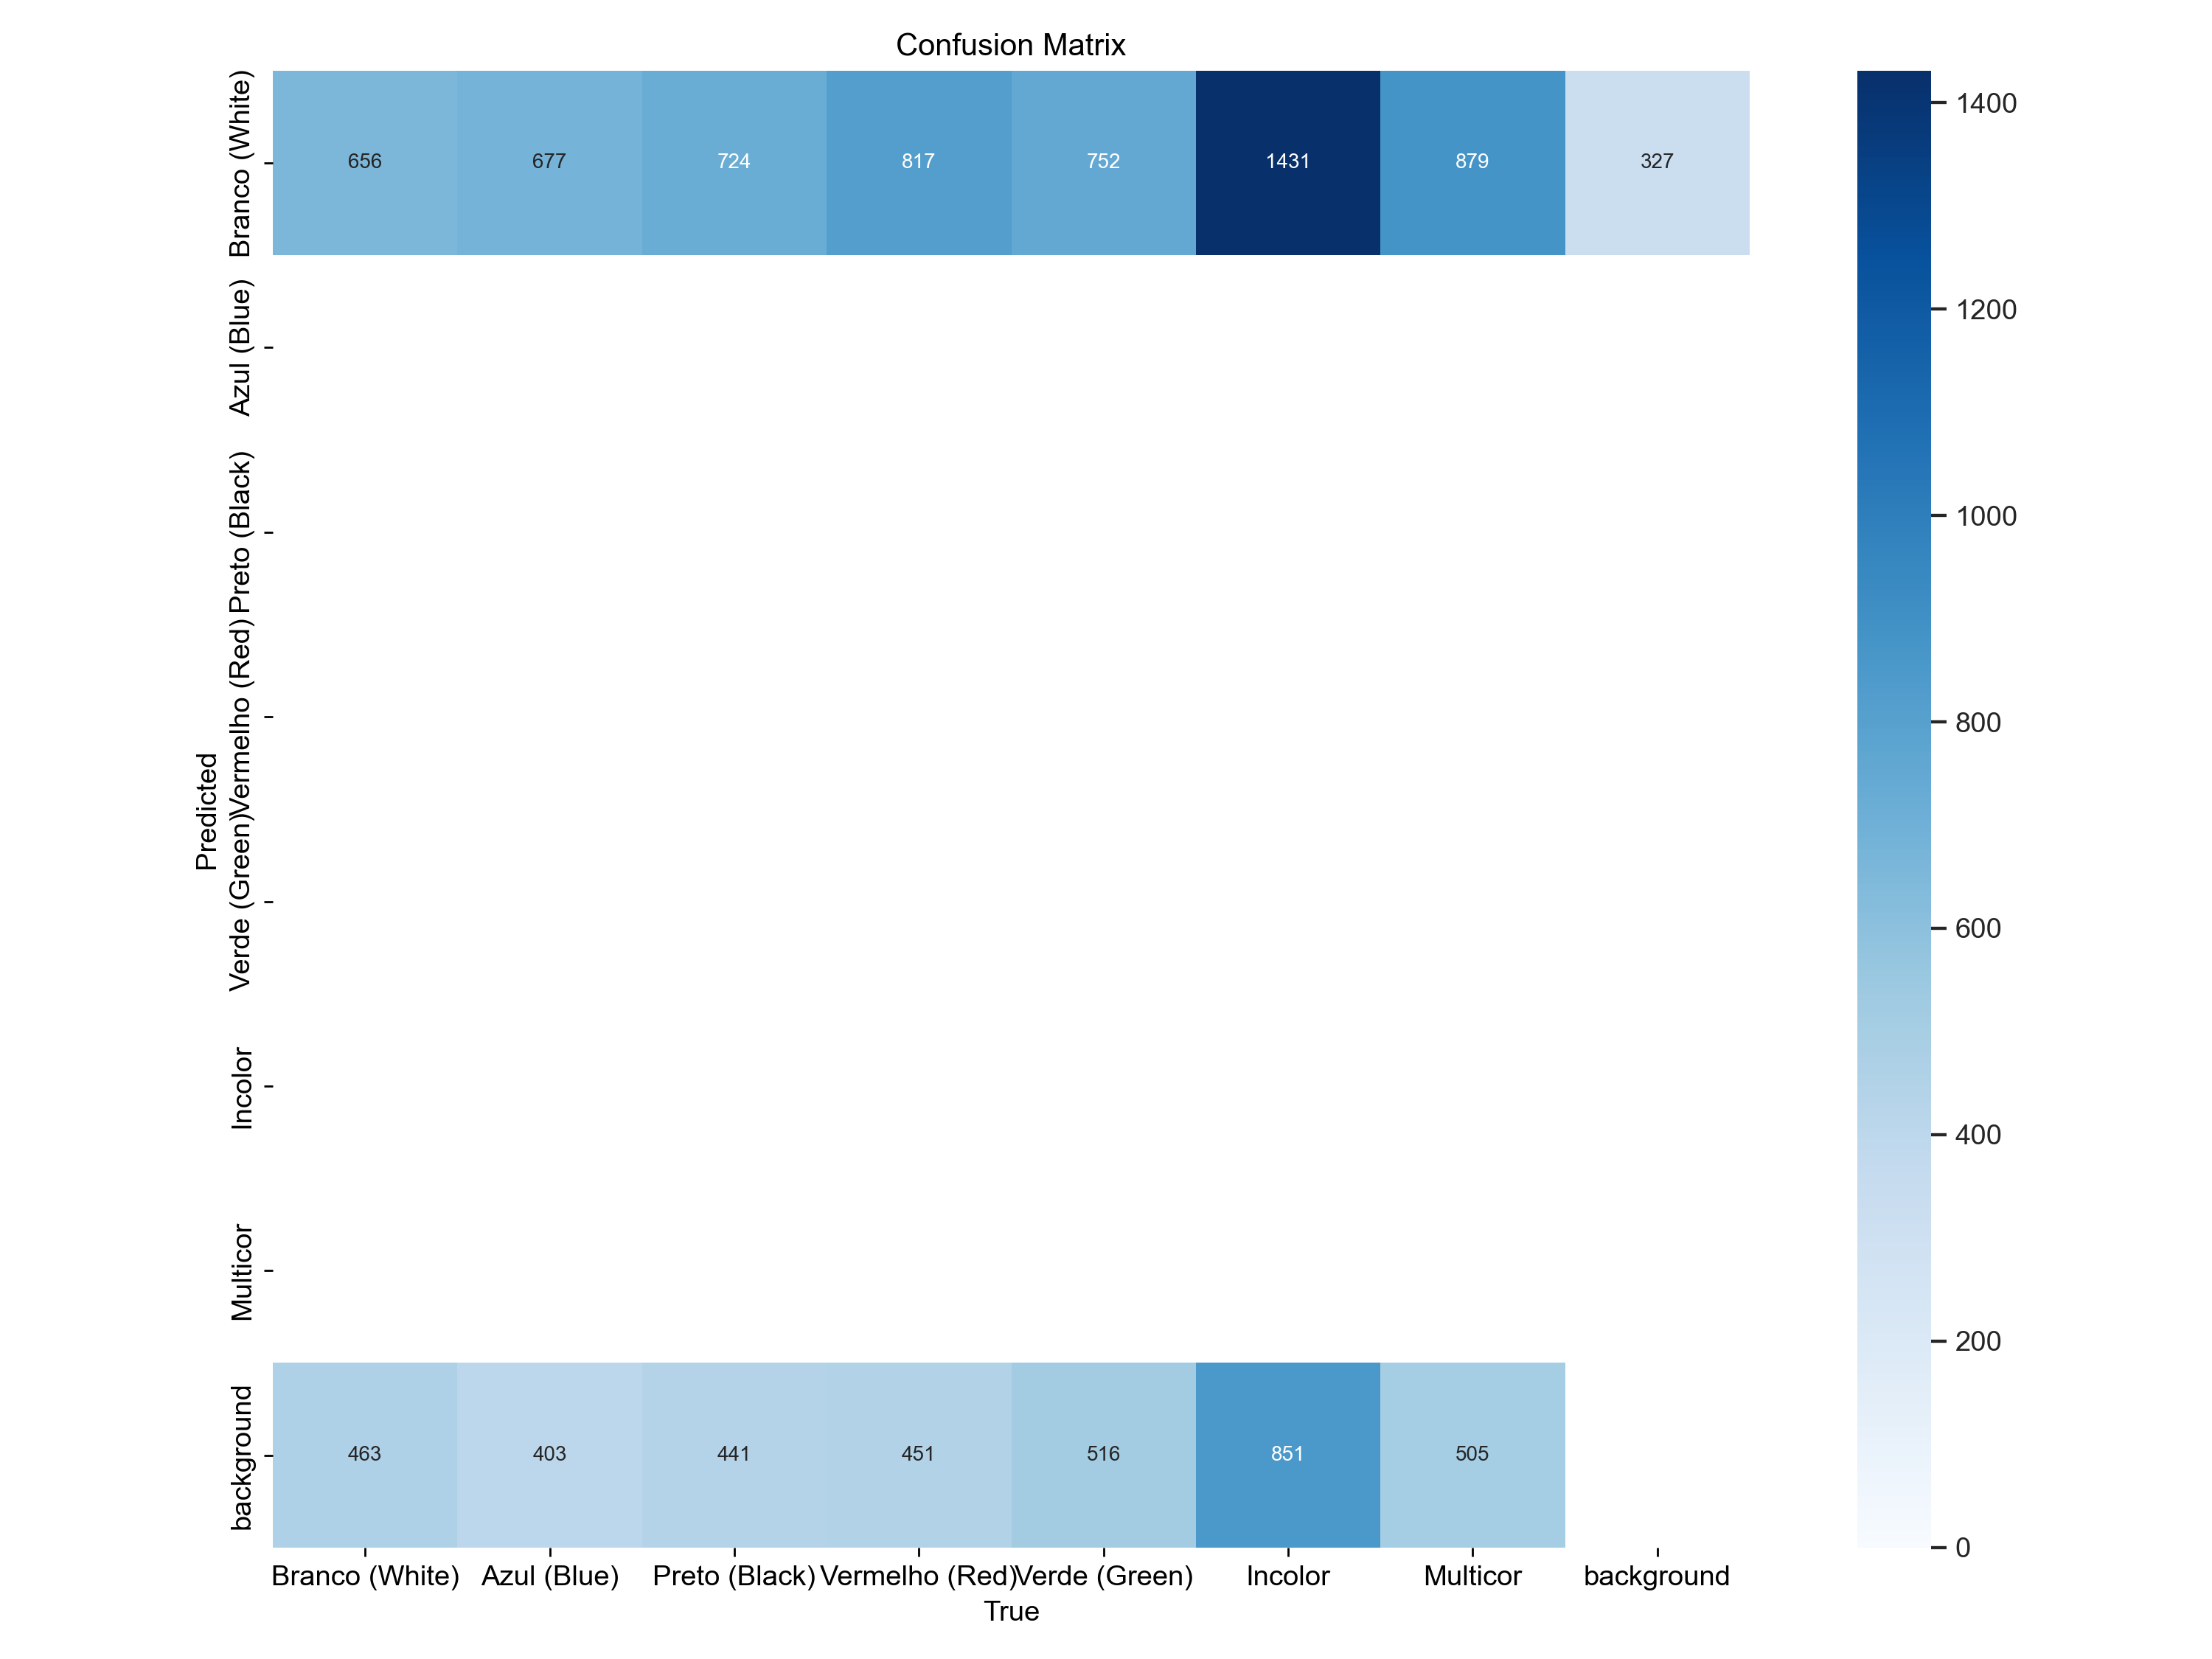 Confusion Matrix
Predicted
Branco (White)
656 677 724 817 752 1431 879 327
Azul (Blue)
Preto (Black)
Vermelho (Red)
Verde (Green)
Incolor
Multicor
background
463 403 441 451 516 851 505
Branco (White) Azul (Blue) Preto (Black) Vermelho (Red) Verde (Green) Incolor Multicor background
True
1400
1200
1000
800
600
400
200
0